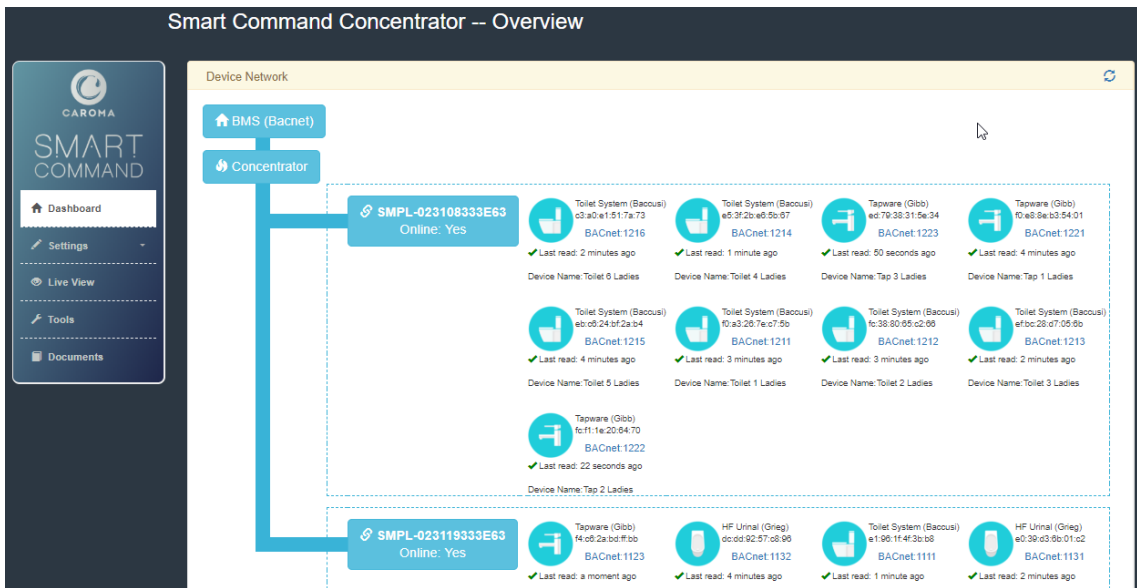 Smart Command Concentrator -- Overview
CAROMA
SMART
COMMAND
Dashboard
Settings
Live View
Tools
Documents
Device Network
BMS (Bacnet)
Concentrator
SMPL-023108333E63
Online: Yes
Toilet System (Baccusi)
c3:a0:e1:51:7a:73
BACnet:1216
Last read: 2 minutes ago
Device Name:Toilet 6 Ladies
Toilet System (Baccusi)
e5:3f:2b:e6:5b:67
BACnet:1214
Last read: 1 minute ago
Device Name:Toilet 4 Ladies
Tapware (Gibb)
ed:79:38:31:5e:34
BACnet:1223
Last read: 50 seconds ago
Device Name:Tap 3 Ladies
Tapware (Gibb)
f0:e8:8e:b3:54:01
BACnet:1221
Last read: 4 minutes ago
Device Name:Tap 1 Ladies
Toilet System (Baccusi)
eb:c6:24:bf:2a:b4
BACnet:1215
Last read: 4 minutes ago
Device Name:Toilet 5 Ladies
Toilet System (Baccusi)
f0:a3:26:7e:c7:5b
BACnet:1211
Last read: 3 minutes ago
Device Name:Toilet 1 Ladies
Toilet System (Baccusi)
fc:38:80:65:c2:66
BACnet:1212
Last read: 3 minutes ago
Device Name:Toilet 2 Ladies
Toilet System (Baccusi)
ef:bc:28:d7:05:6b
BACnet:1213
Last read: 2 minutes ago
Device Name:Toilet 3 Ladies
Tapware (Gibb)
fc:f1:1e:20:64:70
BACnet:1222
Last read: 22 seconds ago
Device Name:Tap 2 Ladies
SMPL-023119333E63
Online: Yes
Tapware (Gibb)
f4:c6:2a:bd:ff:bb
BACnet:1123
Last read: a moment ago
HF Urinal (Grieg)
dc:dd:92:57:c8:96
BACnet:1132
Last read: 4 minutes ago
Toilet System (Baccusi)
e1:96:1f:4f:3b:b8
BACnet:1111
Last read: 1 minute ago
HF Urinal (Grieg)
e0:39:d3:6b:01:c2
BACnet:1131
Last read: 2 minutes ago